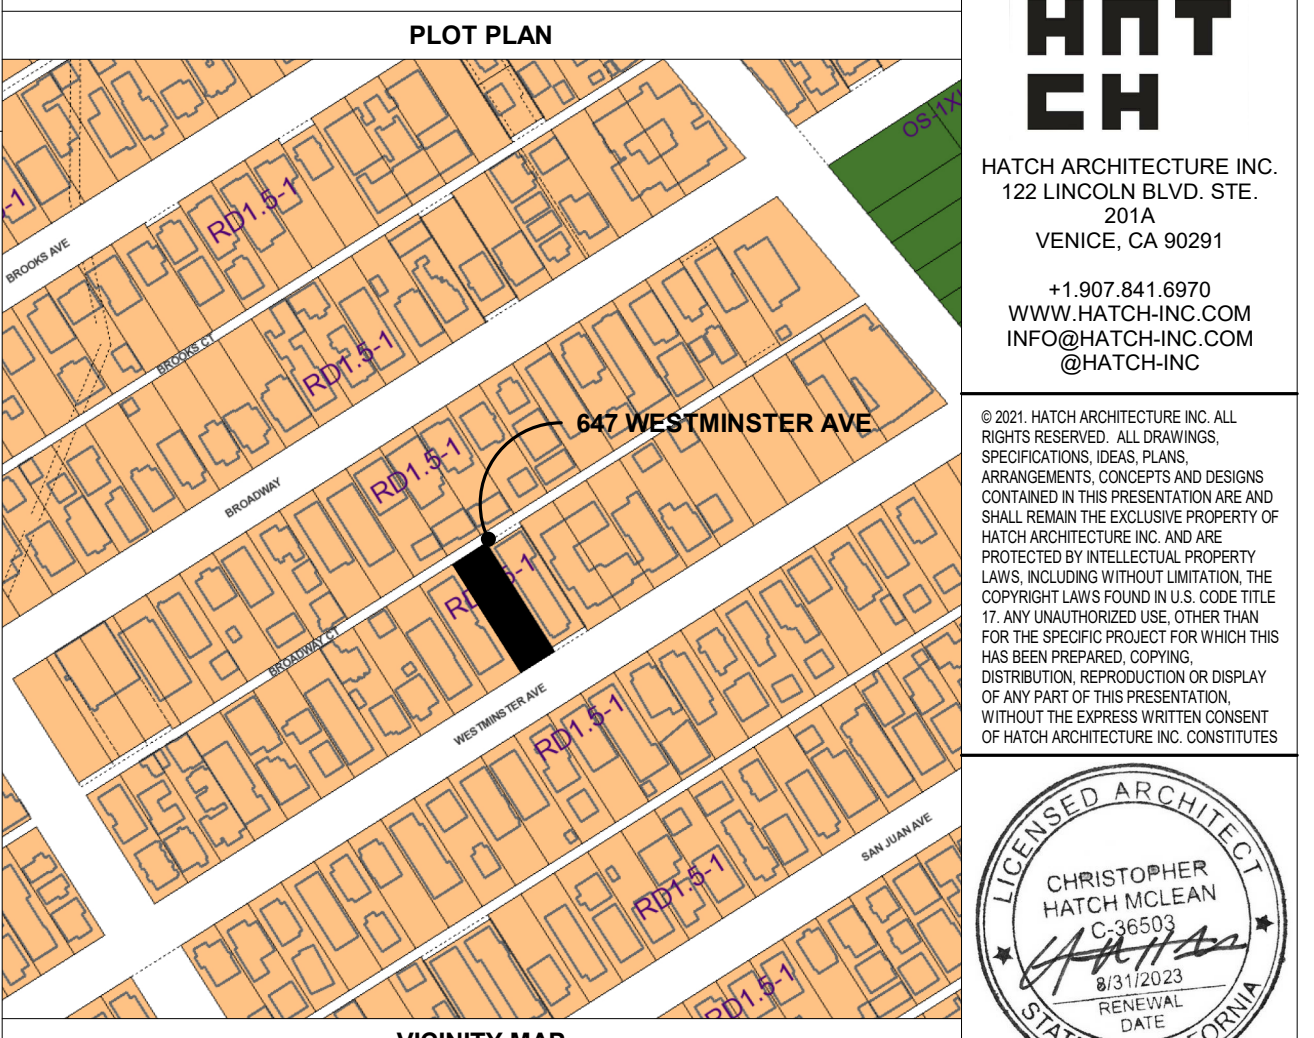 PLOT PLAN
OS-1X
RD1.5-1
-1
BROOKS AVE
BROOKS CT
RD1.5-1
647 WESTMINSTER AVE
RD1.5-1
BROADWAY
RD 5-1
BROADWAY CT
WESTMINSTER AVE
RD1.5-1
SAN JUAN AVE
RD1.5-1
RD1.5-1
VICINITY MAP
HATCH
HATCH ARCHITECTURE INC.
122 LINCOLN BLVD. STE.
201A
VENICE, CA 90291
+1.907.841.6970
WWW.HATCH-INC.COM
INFO@HATCH-INC.COM
@HATCH-INC
© 2021. HATCH ARCHITECTURE INC. ALL
RIGHTS RESERVED. ALL DRAWINGS,
SPECIFICATIONS, IDEAS, PLANS,
ARRANGEMENTS, CONCEPTS AND DESIGNS
CONTAINED IN THIS PRESENTATION ARE AND
SHALL REMAIN THE EXCLUSIVE PROPERTY OF
HATCH ARCHITECTURE INC. AND ARE
PROTECTED BY INTELLECTUAL PROPERTY
LAWS, INCLUDING WITHOUT LIMITATION, THE
COPYRIGHT LAWS FOUND IN U.S. CODE TITLE
17. ANY UNAUTHORIZED USE, OTHER THAN
FOR THE SPECIFIC PROJECT FOR WHICH THIS
HAS BEEN PREPARED, COPYING,
DISTRIBUTION, REPRODUCTION OR DISPLAY
OF ANY PART OF THIS PRESENTATION,
WITHOUT THE EXPRESS WRITTEN CONSENT
OF HATCH ARCHITECTURE INC. CONSTITUTES
LICENSED ARCHITECT
CHRISTOPHER
HATCH MCLEAN
C-36503
8/31/2023
RENEWAL
DATE